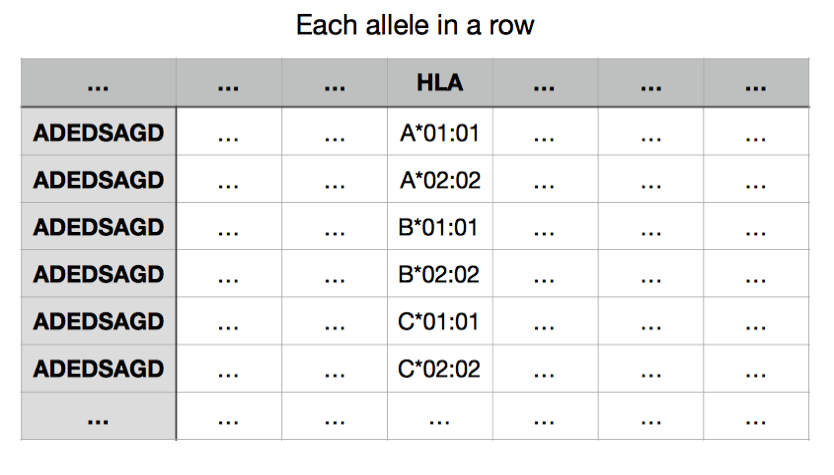 Each allele in a row
... ... ... HLA ... ... ...
ADEDSAGD ... ... A*01:01 ... ... ...
ADEDSAGD ... ... A*02:02 ... ... ...
ADEDSAGD ... ... B*01:01 ... ... ...
ADEDSAGD ... ... B*02:02 ... ... ...
ADEDSAGD ... ... C*01:01 ... ... ...
ADEDSAGD ... ... C*02:02 ... ... ...
... ... ... ... ... ... ...